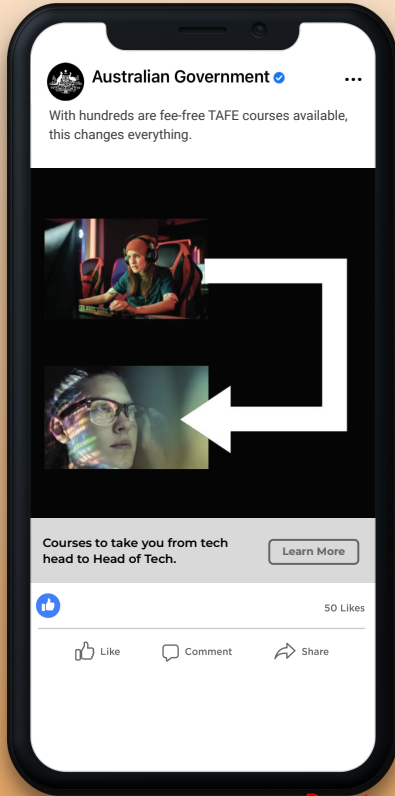 Australian Government
With hundreds are fee-free TAFE courses available,
this changes everything.
Courses to take you from tech
head to Head of Tech.
Learn More
50 Likes
Like
Comment
Share